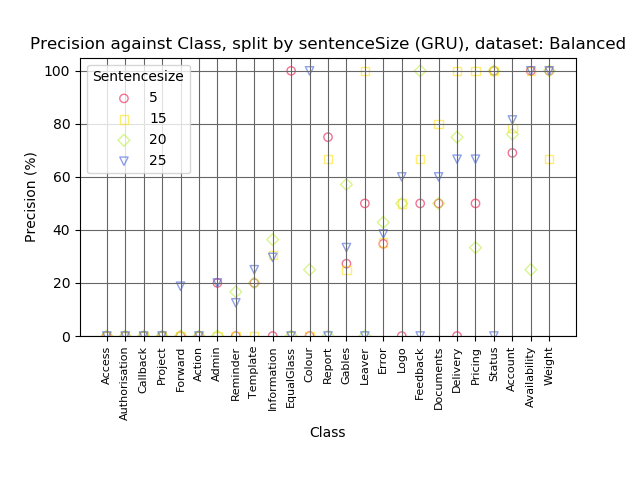 Precision against Class, split by sentenceSize (GRU), dataset: Balanced
Precision (%)
100
80
60
40
20
0
Sentencesize
5
15
20
25
Access
Authorisation
Callback
Project
Forward
Action
Admin
Reminder
Template
Information
EqualGlass
Colour
Report
Gables
Leaver
Error
Logo
Feedback
Documents
Delivery
Pricing
Status
Account
Availability
Weight
Class